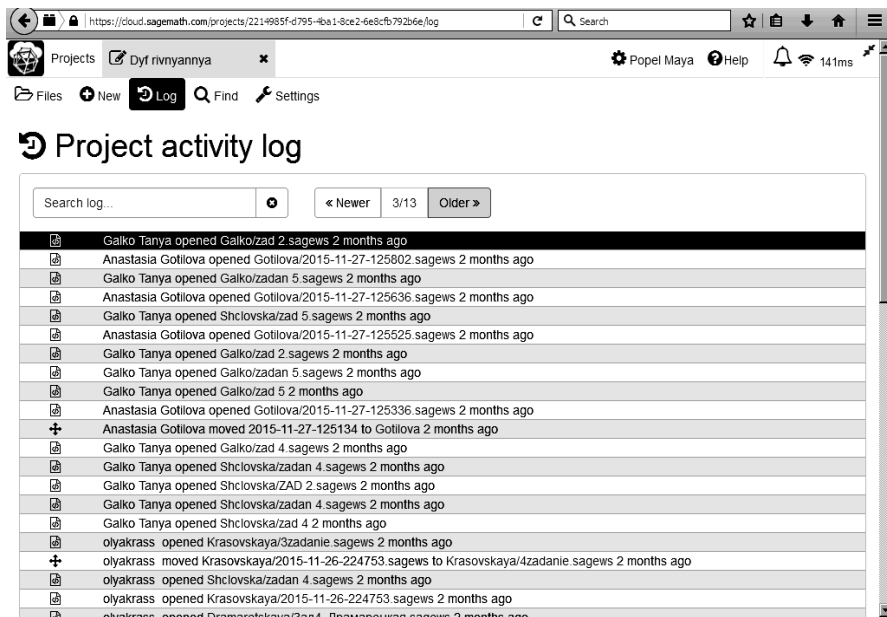 https://cloud.sagemath.com/projects/2214985f-d795-4ba1-8ce2-6e8cfb792b6e/log
Search
Projects Dyf rivnyannya Popel Maya Help 141ms
Files New Log Find Settings
Project activity log
Search log... « Newer 3/13 Older »
Galko Tanya opened Galko/zad 2.sagews 2 months ago
Anastasia Gotilova opened Gotilova/2015-11-27-125802.sagews 2 months ago
Galko Tanya opened Galko/zadan 5.sagews 2 months ago
Anastasia Gotilova opened Gotilova/2015-11-27-125636.sagews 2 months ago
Galko Tanya opened Shclovska/zad 5.sagews 2 months ago
Anastasia Gotilova opened Gotilova/2015-11-27-125525.sagews 2 months ago
Galko Tanya opened Galko/zad 2.sagews 2 months ago
Galko Tanya opened Galko/zadan 5.sagews 2 months ago
Galko Tanya opened Galko/zad 5 2 months ago
Anastasia Gotilova opened Gotilova/2015-11-27-125336.sagews 2 months ago
Anastasia Gotilova moved 2015-11-27-125134 to Gotilova 2 months ago
Galko Tanya opened Galko/zad 4.sagews 2 months ago
Galko Tanya opened Shclovska/zadan 4.sagews 2 months ago
Galko Tanya opened Shclovska/ZAD 2.sagews 2 months ago
Galko Tanya opened Shclovska/zadan 4.sagews 2 months ago
Galko Tanya opened Shclovska/zad 4 2 months ago
olyakrass opened Krasovskaya/3zadanie.sagews 2 months ago
olyakrass moved Krasovskaya/2015-11-26-224753.sagews to Krasovskaya/4zadanie.sagews 2 months ago
olyakrass opened Shclovska/zadan 4.sagews 2 months ago
olyakrass opened Krasovskaya/2015-11-26-224753.sagews 2 months ago
olyakrass opened 2 months ago